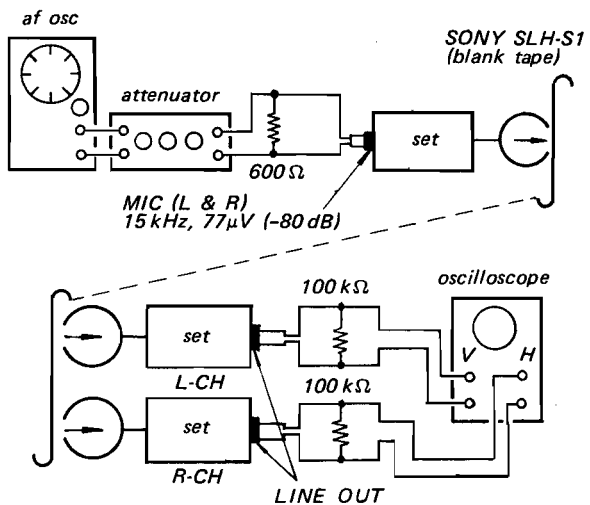 af osc
SONY SLH-S1
(blank tape)
attenuator
set
600Ω
MIC (L & R)
15 kHz, 77μV (-80 dB)
100 kΩ
oscilloscope
set
V H
L-CH
100 kΩ
set
R-CH
LINE OUT